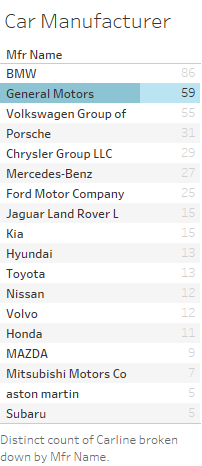 Car Manufacturer
Mfr Name
BMW 86
General Motors 59
Volkswagen Group of 55
Porsche 31
Chrysler Group LLC 29
Mercedes-Benz 27
Ford Motor Company 25
Jaguar Land Rover L 15
Kia 15
Hyundai 13
Toyota 13
Nissan 12
Volvo 12
Honda 11
MAZDA 9
Mitsubishi Motors Co 7
aston martin 5
Subaru 5
Distinct count of Carline broken
down by Mfr Name.